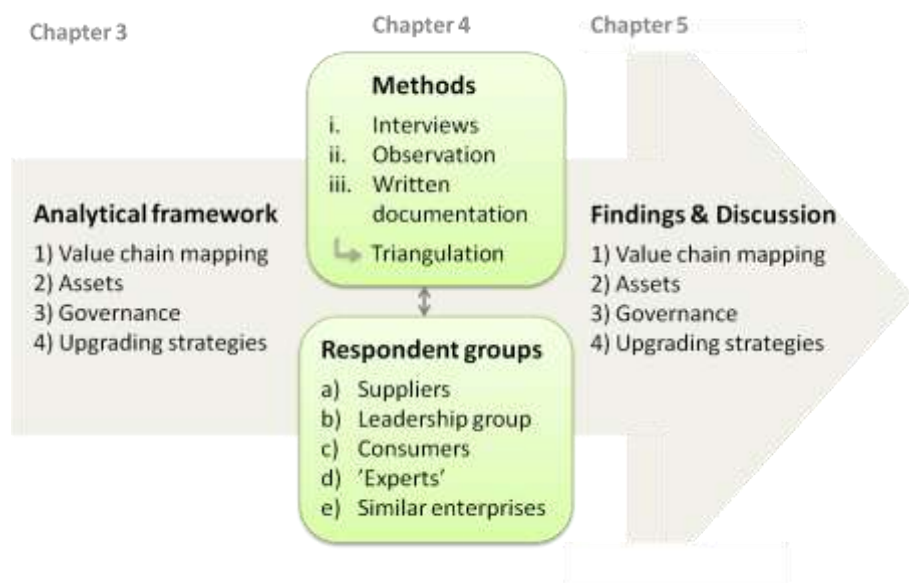 Chapter 3
Chapter 4
Chapter 5
Analytical framework
1) Value chain mapping
2) Assets
3) Governance
4) Upgrading strategies
Methods
i. Interviews
ii. Observation
iii. Written
documentation
Triangulation
Respondent groups
a) Suppliers
b) Leadership group
c) Consumers
d) 'Experts'
e) Similar enterprises
Findings & Discussion
1) Value chain mapping
2) Assets
3) Governance
4) Upgrading strategies